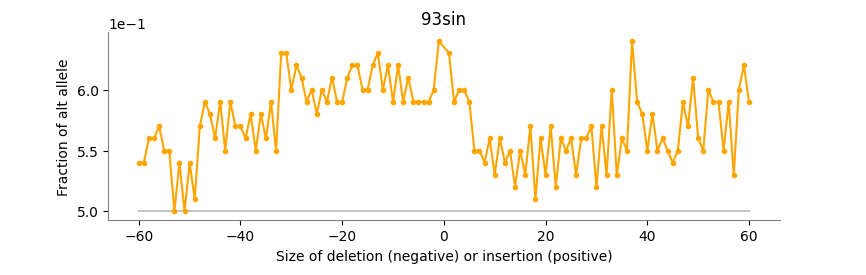 93sin
1e−1
6.0
5.5
5.0
Fraction of alt allele
−60 −40 −20 0 20 40 60
Size of deletion (negative) or insertion (positive)